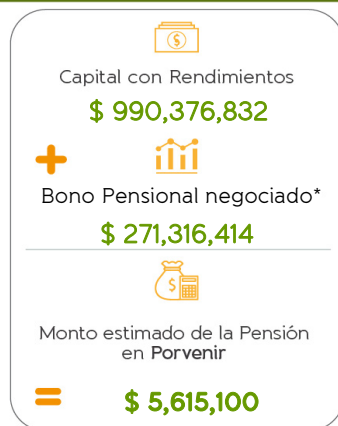 Capital con Rendimientos
$ 990,376,832
+
Bono Pensional negociado*
$ 271,316,414
$
Monto estimado de la Pensión
en Porvenir
= $ 5,615,100